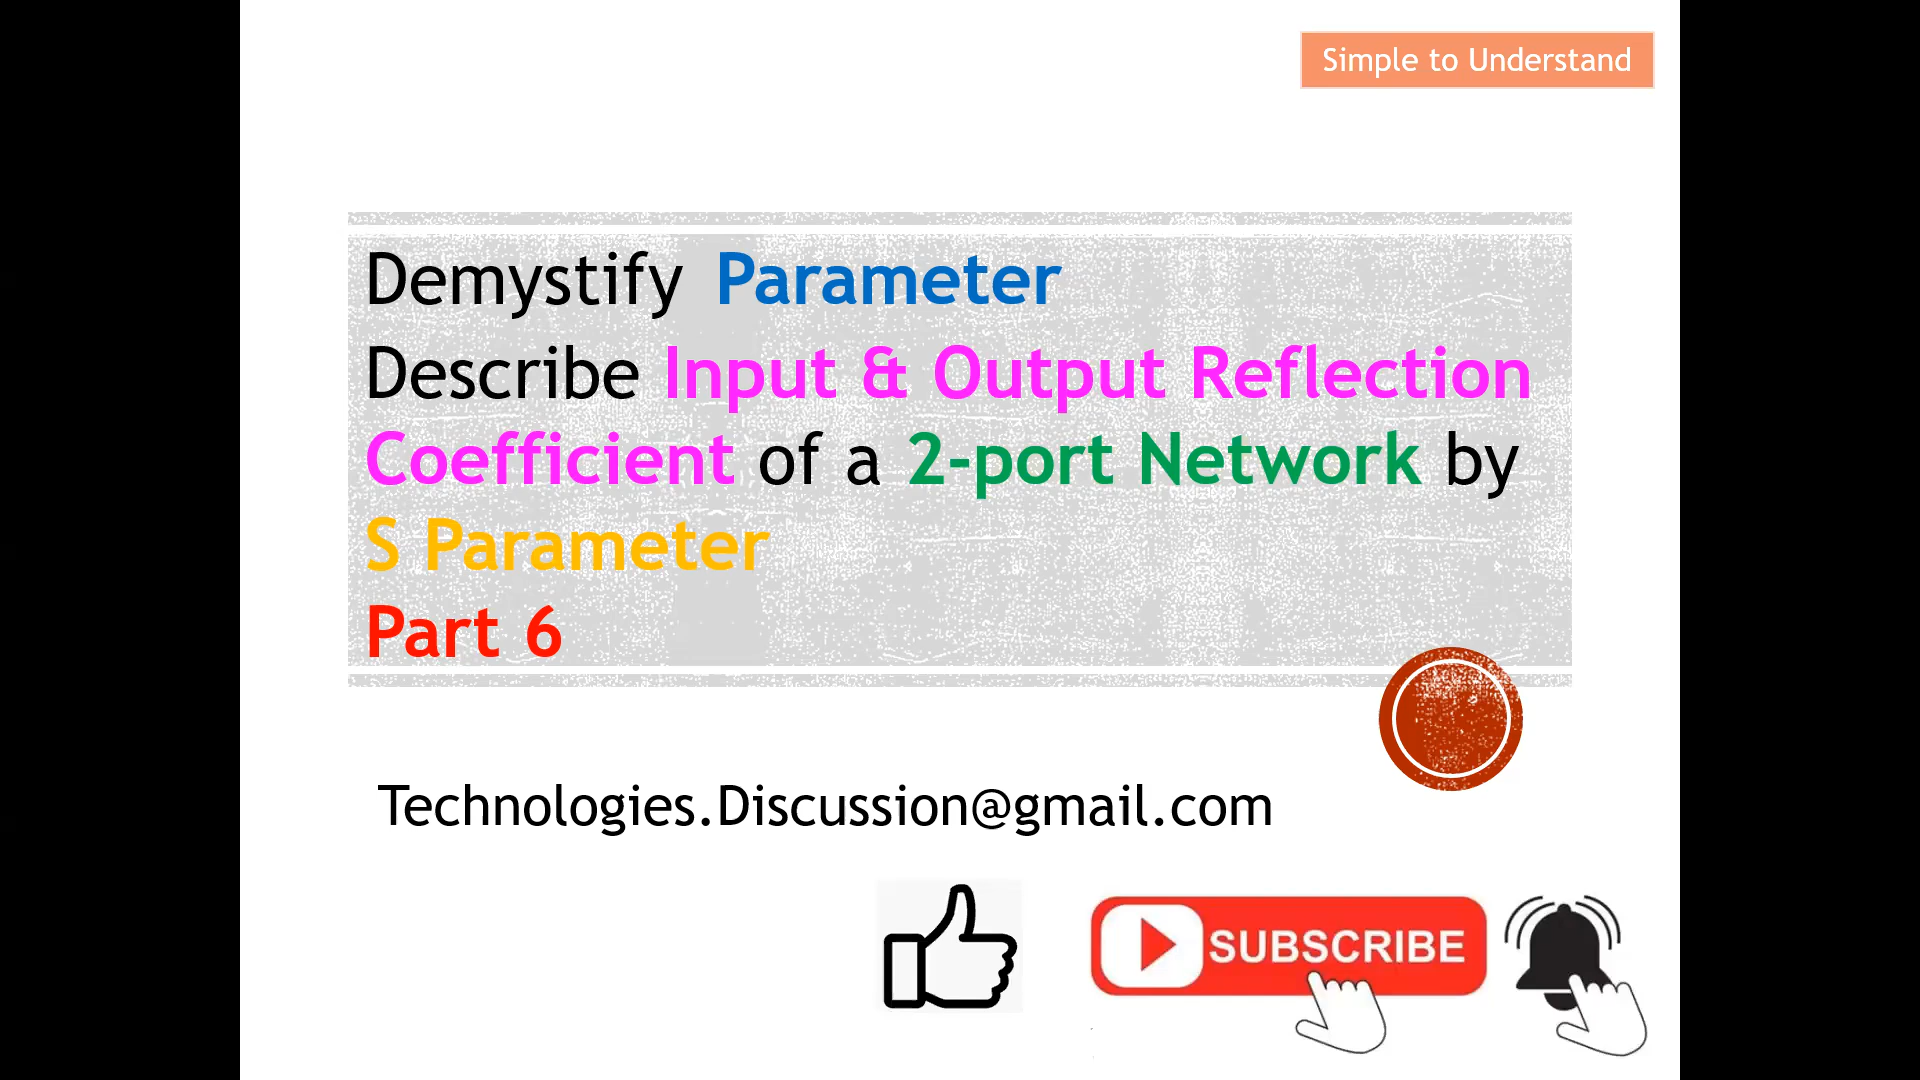 Simple to Understand
Demystify Parameter
Describe Input & Output Reflection
Coefficient of a 2-port Network by
S Parameter
Part 6
Technologies.Discussion@gmail.com
SUBSCRIBE